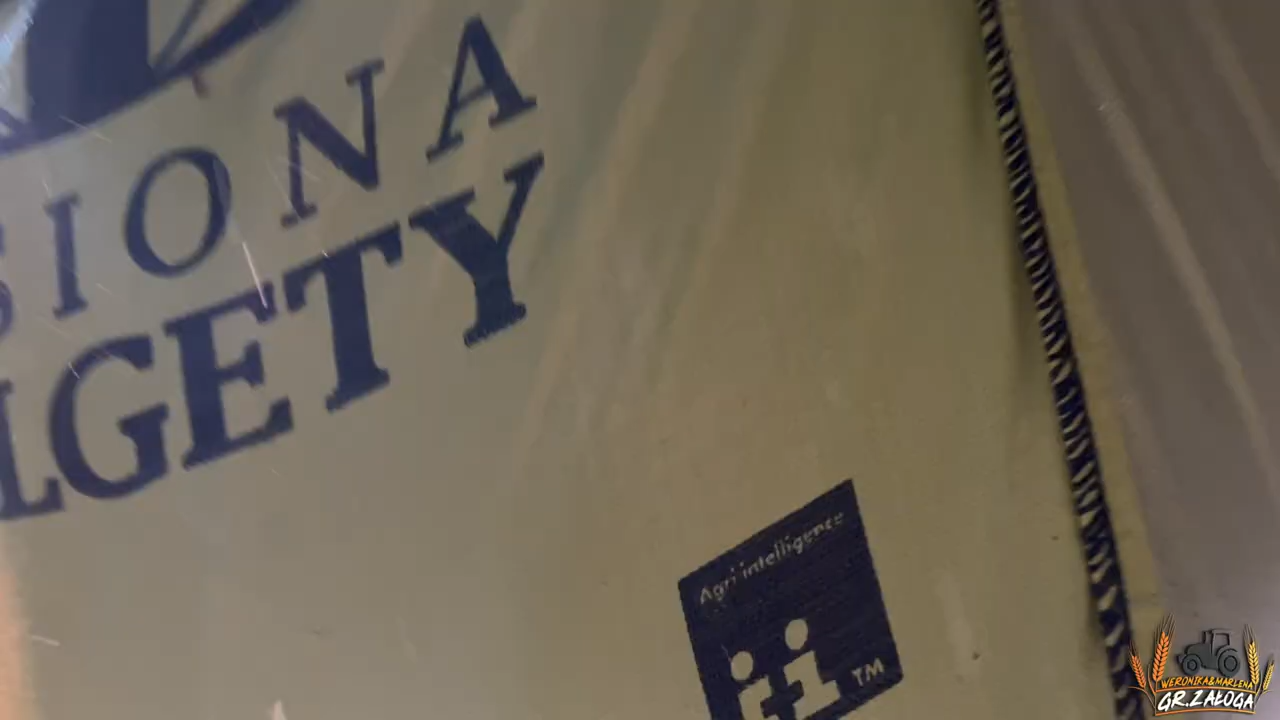 SIONA
LGETY
Agri intelligence
TM
WERONIKA&MARLENA
GR.ZAŁOGA